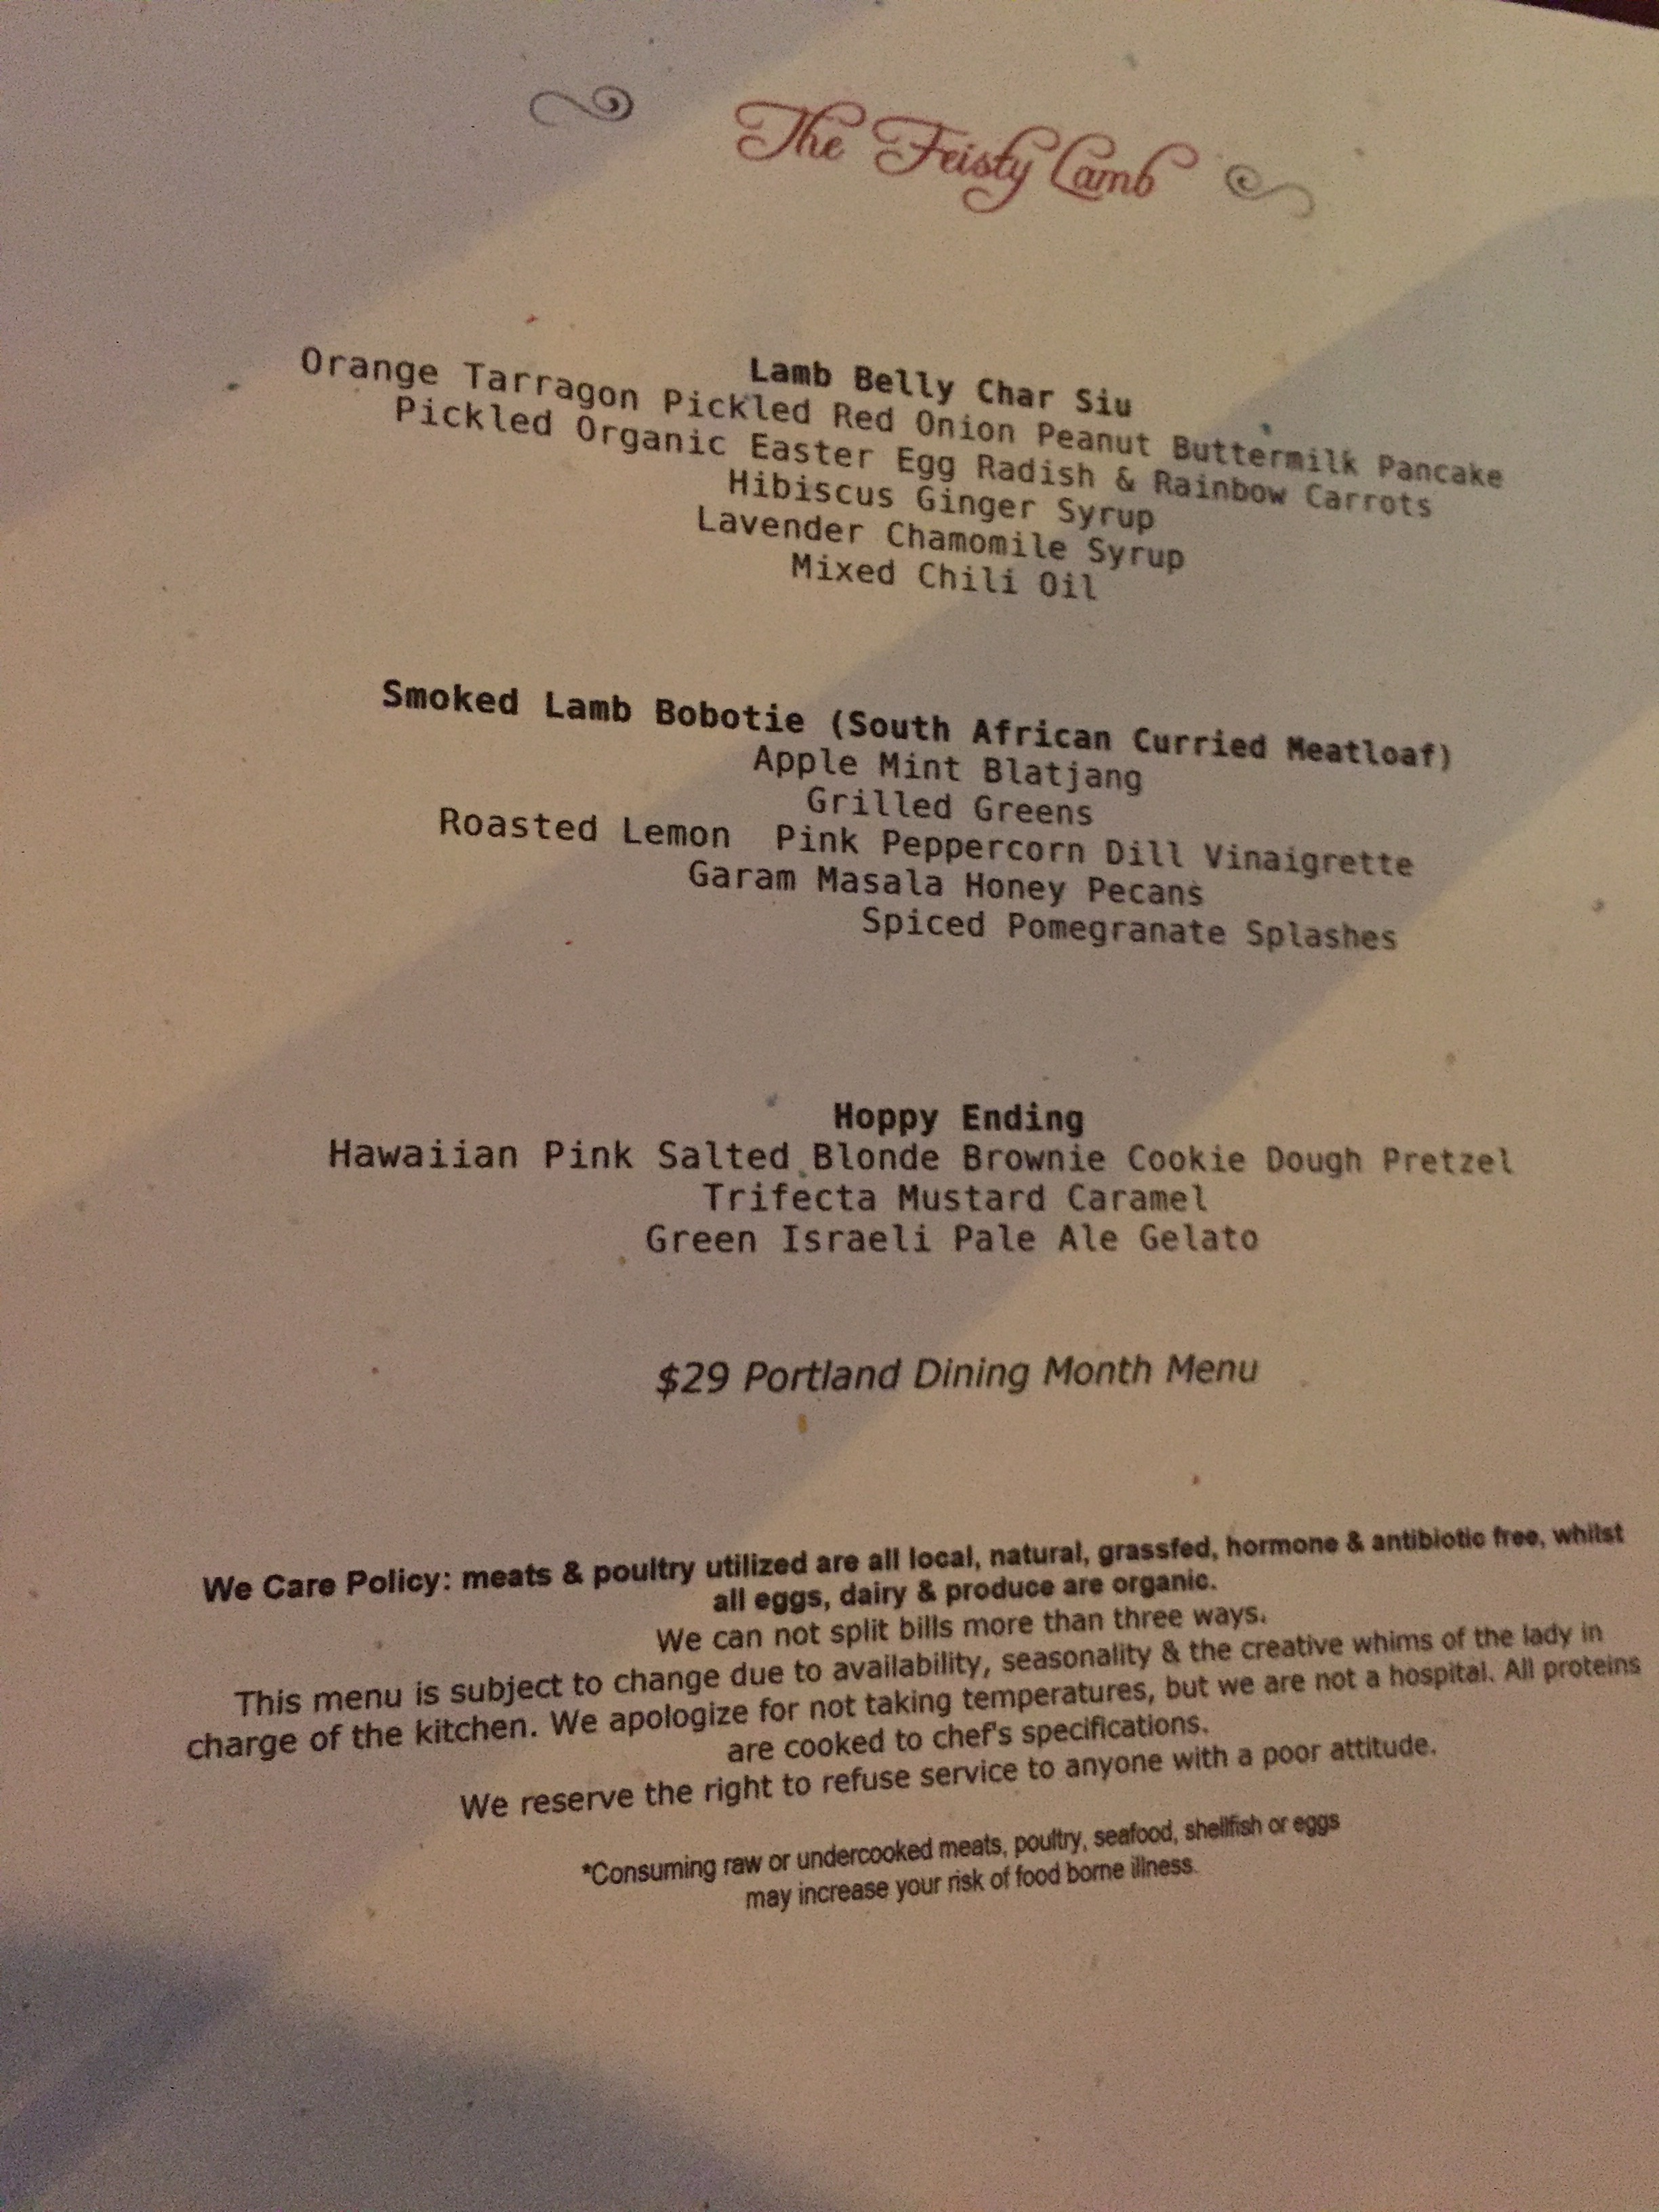 The Feisty Lamb
Lamb Belly Char Siu
Orange Tarragon Pickled Red Onion Peanut Buttermilk Pancake
Pickled Organic Easter Egg Radish & Rainbow Carrots
Hibiscus Ginger Syrup
Lavender Chamomile Syrup
Mixed Chili Oil
Smoked Lamb Bobotie (South African Curried Meatloaf)
Apple Mint Blatjang
Grilled Greens
Roasted Lemon Pink Peppercorn Dill Vinaigrette
Garam Masala Honey Pecans
Spiced Pomegranate Splashes
Hoppy Ending
Hawaiian Pink Salted Blonde Brownie Cookie Dough Pretzel
Trifecta Mustard Caramel
Green Israeli Pale Ale Gelato
$29 Portland Dining Month Menu
We Care Policy: meats & poultry utilized are all local, natural, grassfed, hormone & antibiotic free, whilst
all eggs, dairy & produce are organic.
We can not split bills more than three ways.
This menu is subject to change due to availability, seasonality & the creative whims of the lady in
charge of the kitchen. We apologize for not taking temperatures, but we are not a hospital. All proteins
are cooked to chef's specifications.
We reserve the right to refuse service to anyone with a poor attitude.
*Consuming raw or undercooked meats, poultry, seafood, shellfish or eggs
may increase your risk of food borne illness.